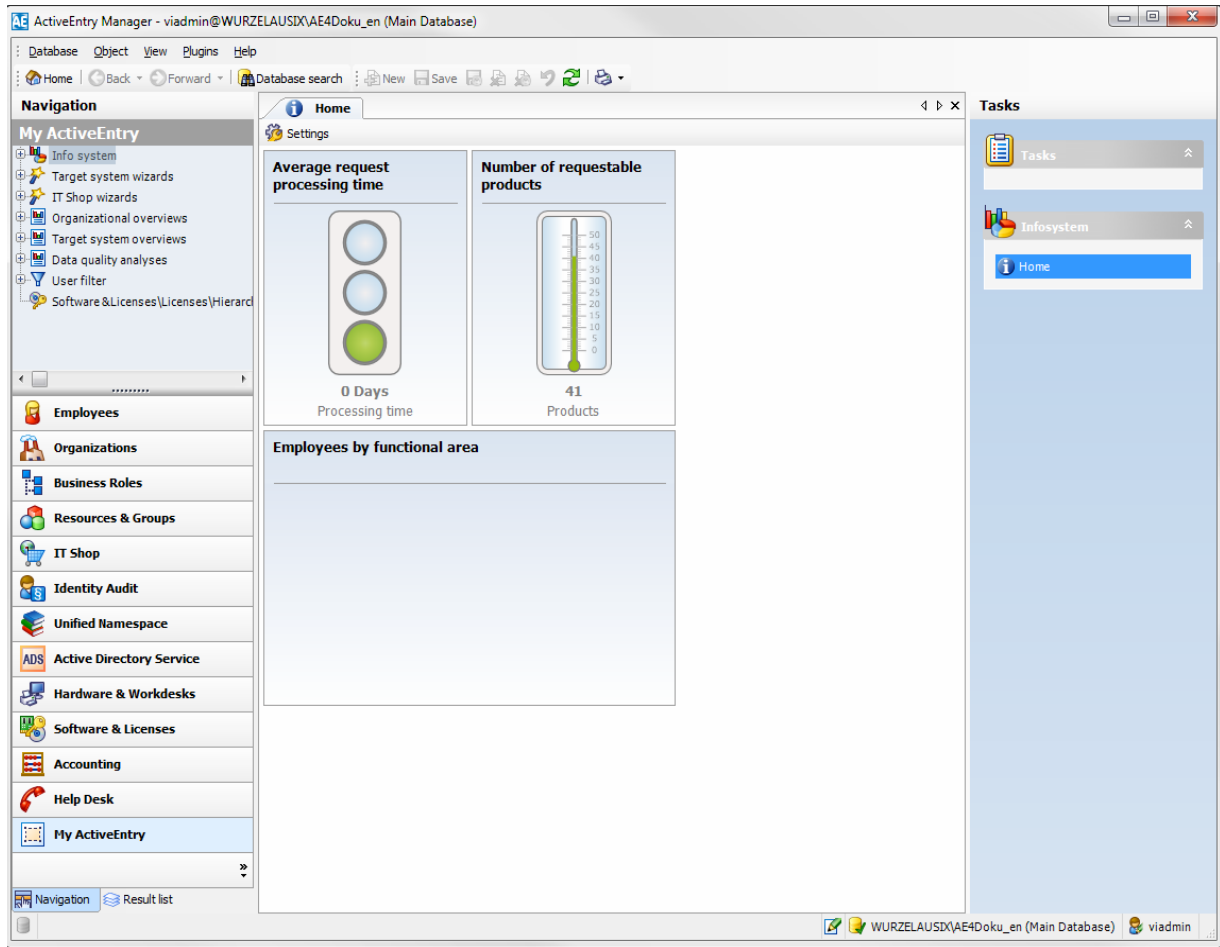 AE ActiveEntry Manager - viadmin@WURZELAUSIX\AE4Doku_en (Main Database)
Database Object View Plugins Help
Home Back Forward Database search New Save
Navigation
My ActiveEntry
Info system
Target system wizards
IT Shop wizards
Organizational overviews
Target system overviews
Data quality analyses
User filter
Software &Licenses\Licenses\Hierarcl
Employees
Organizations
Business Roles
Resources & Groups
IT Shop
Identity Audit
Unified Namespace
ADS Active Directory Service
Hardware & Workdesks
Software & Licenses
Accounting
Help Desk
My ActiveEntry
Navigation Result list
Home
Settings
Average request
processing time
0 Days
Processing time
Number of requestable
products
50
45
40
35
30
25
20
15
10
5
0
41
Products
Employees by functional area
Tasks
Tasks
Infosystem
Home
WURZELAUSIX\AE4Doku_en (Main Database) viadmin